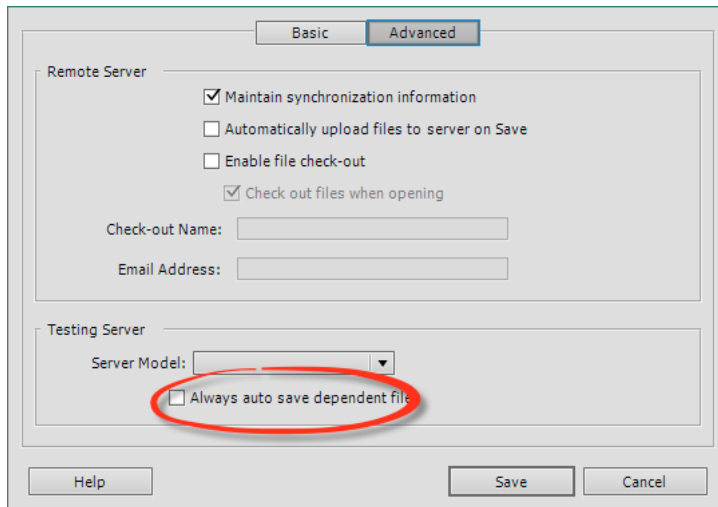 Basic Advanced
Remote Server
Maintain synchronization information
Automatically upload files to server on Save
Enable file check-out
Check out files when opening
Check-out Name:
Email Address:
Testing Server
Server Model:
Always auto save dependent file
Help Save Cancel